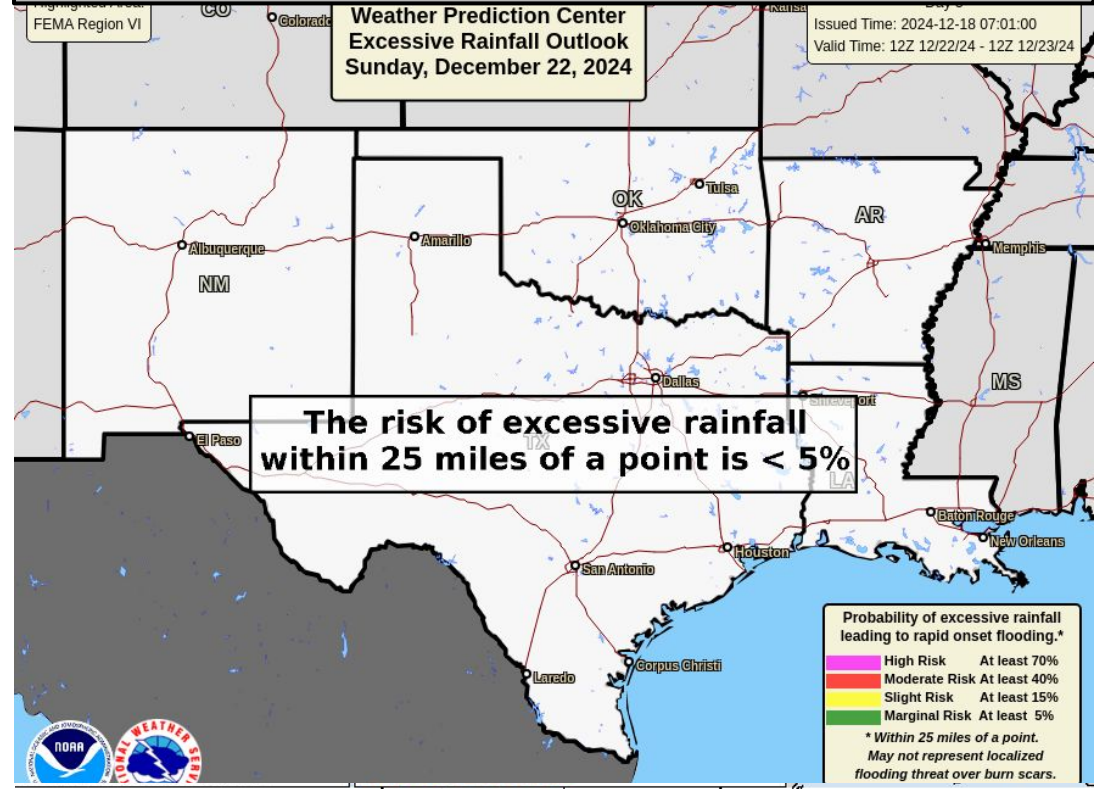 FEMA Region VI
Weather Prediction Center
Excessive Rainfall Outlook
Sunday, December 22, 2024
Issued Time: 2024-12-18 07:01:00
Valid Time: 12Z 12/22/24 - 12Z 12/23/24
CO
Colorado
Kansa
Tulsa
OK
Oklahoma City
AR
Amarillo
Albuquerque
Memphis
NM
Dallas
MS
Shreveport
The risk of excessive rainfall
within 25 miles of a point is < 5%
El Paso
TX
LA
Baton Rouge
New Orleans
Houston
San Antonio
Laredo
Corpus Christi
Probability of excessive rainfall
leading to rapid onset flooding.*
High Risk At least 70%
Moderate Risk At least 40%
Slight Risk At least 15%
Marginal Risk At least 5%
* Within 25 miles of a point.
May not represent localized
flooding threat over burn scars.
NOAA